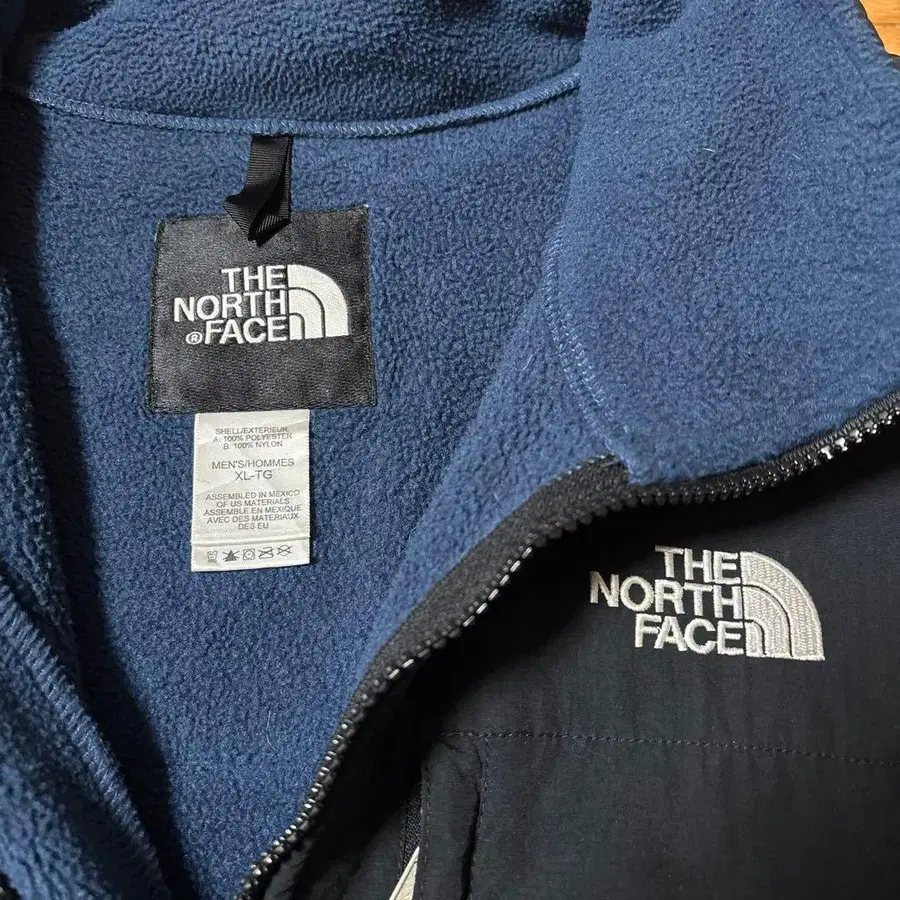 THE
NORTH
®FACE
SHELL/EXTERIEUR
A. 100% POLYESTER
B. 100% NYLON
MEN'S/HOMMES
XL-TG
ASSEMBLED IN MEXICO
OF US MATERIALS
ASSEMBLE EN MEXIQUE
AVEC DES MATERIAUX
DES EU
THE
NORTH
FACE